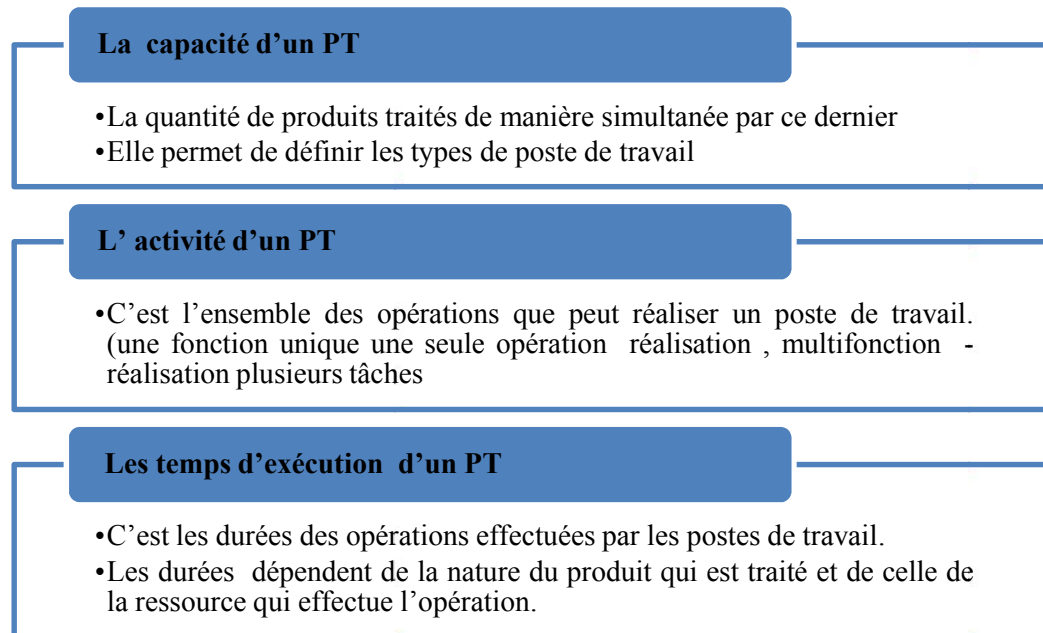 La capacité d’un PT
•La quantité de produits traités de manière simultanée par ce dernier
•Elle permet de définir les types de poste de travail
L’ activité d’un PT
•C’est l’ensemble des opérations que peut réaliser un poste de travail.
(une fonction unique une seule opération réalisation , multifonction -
réalisation plusieurs tâches
Les temps d’exécution d’un PT
•C’est les durées des opérations effectuées par les postes de travail.
•Les durées dépendent de la nature du produit qui est traité et de celle de
la ressource qui effectue l’opération.